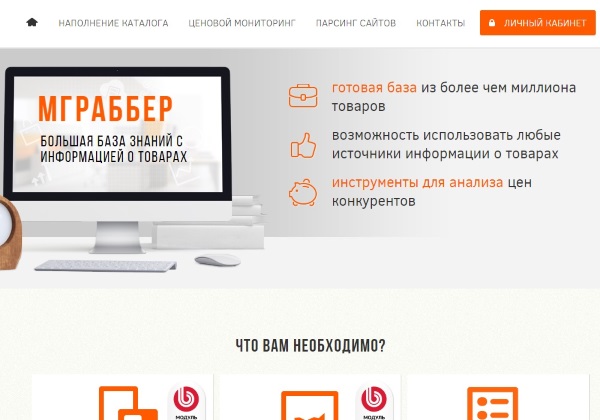 НАПОЛНЕНИЕ КАТАЛОГА ЦЕНОВОЙ МОНИТОРИНГ ПАРСИНГ САЙТОВ КОНТАКТЫ ЛИЧНЫЙ КАБИНЕТ
МГРАББЕР
БОЛЬШАЯ БАЗА ЗНАНИЙ С
ИНФОРМАЦИЕЙ О ТОВАРАХ
готовая база из более чем миллиона
товаров
возможность использовать любые
источники информации о товарах
инструменты для анализа цен
конкурентов
ЧТО ВАМ НЕОБХОДИМО?
МОДУЛЬ
МОДУЛЬ